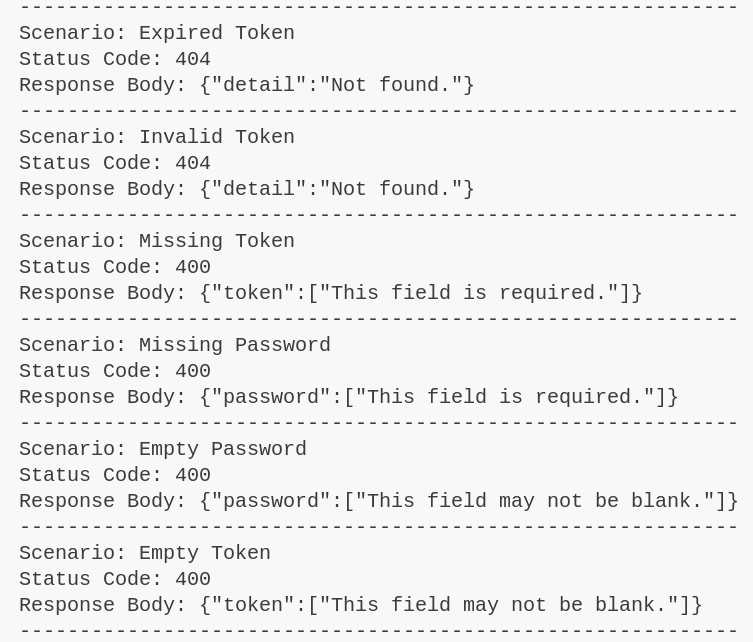 ------------------------------------------------------------
Scenario: Expired Token
Status Code: 404
Response Body: {"detail":"Not found."}
------------------------------------------------------------
Scenario: Invalid Token
Status Code: 404
Response Body: {"detail":"Not found."}
------------------------------------------------------------
Scenario: Missing Token
Status Code: 400
Response Body: {"token":["This field is required."]}
------------------------------------------------------------
Scenario: Missing Password
Status Code: 400
Response Body: {"password":["This field is required."]}
------------------------------------------------------------
Scenario: Empty Password
Status Code: 400
Response Body: {"password":["This field may not be blank."]}
------------------------------------------------------------
Scenario: Empty Token
Status Code: 400
Response Body: {"token":["This field may not be blank."]}
------------------------------------------------------------